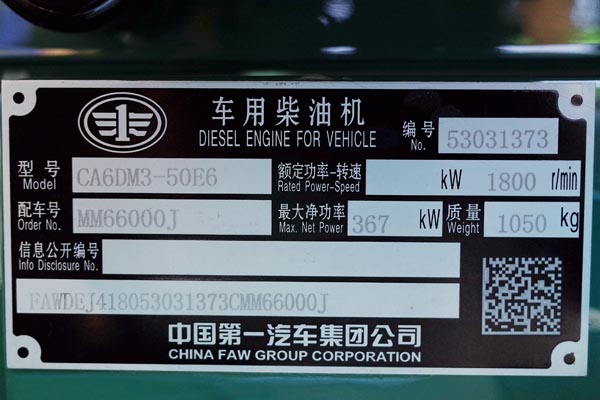 车用柴油机
DIESEL ENGINE FOR VEHICLE
编号 53031373
型号 Model CA6DM3-50E6 额定功率-转速 Rated Power-Speed kW 1800 r/min
配车号 Order No. MM66000J 最大净功率 Max. Net Power 367 kW 质量 Weight 1050 kg
信息公开编号 Info Disclosure No.
FAWDEJ418053031373CMM66000J
中国第一汽车集团公司
CHINA FAW GROUP CORPORATION